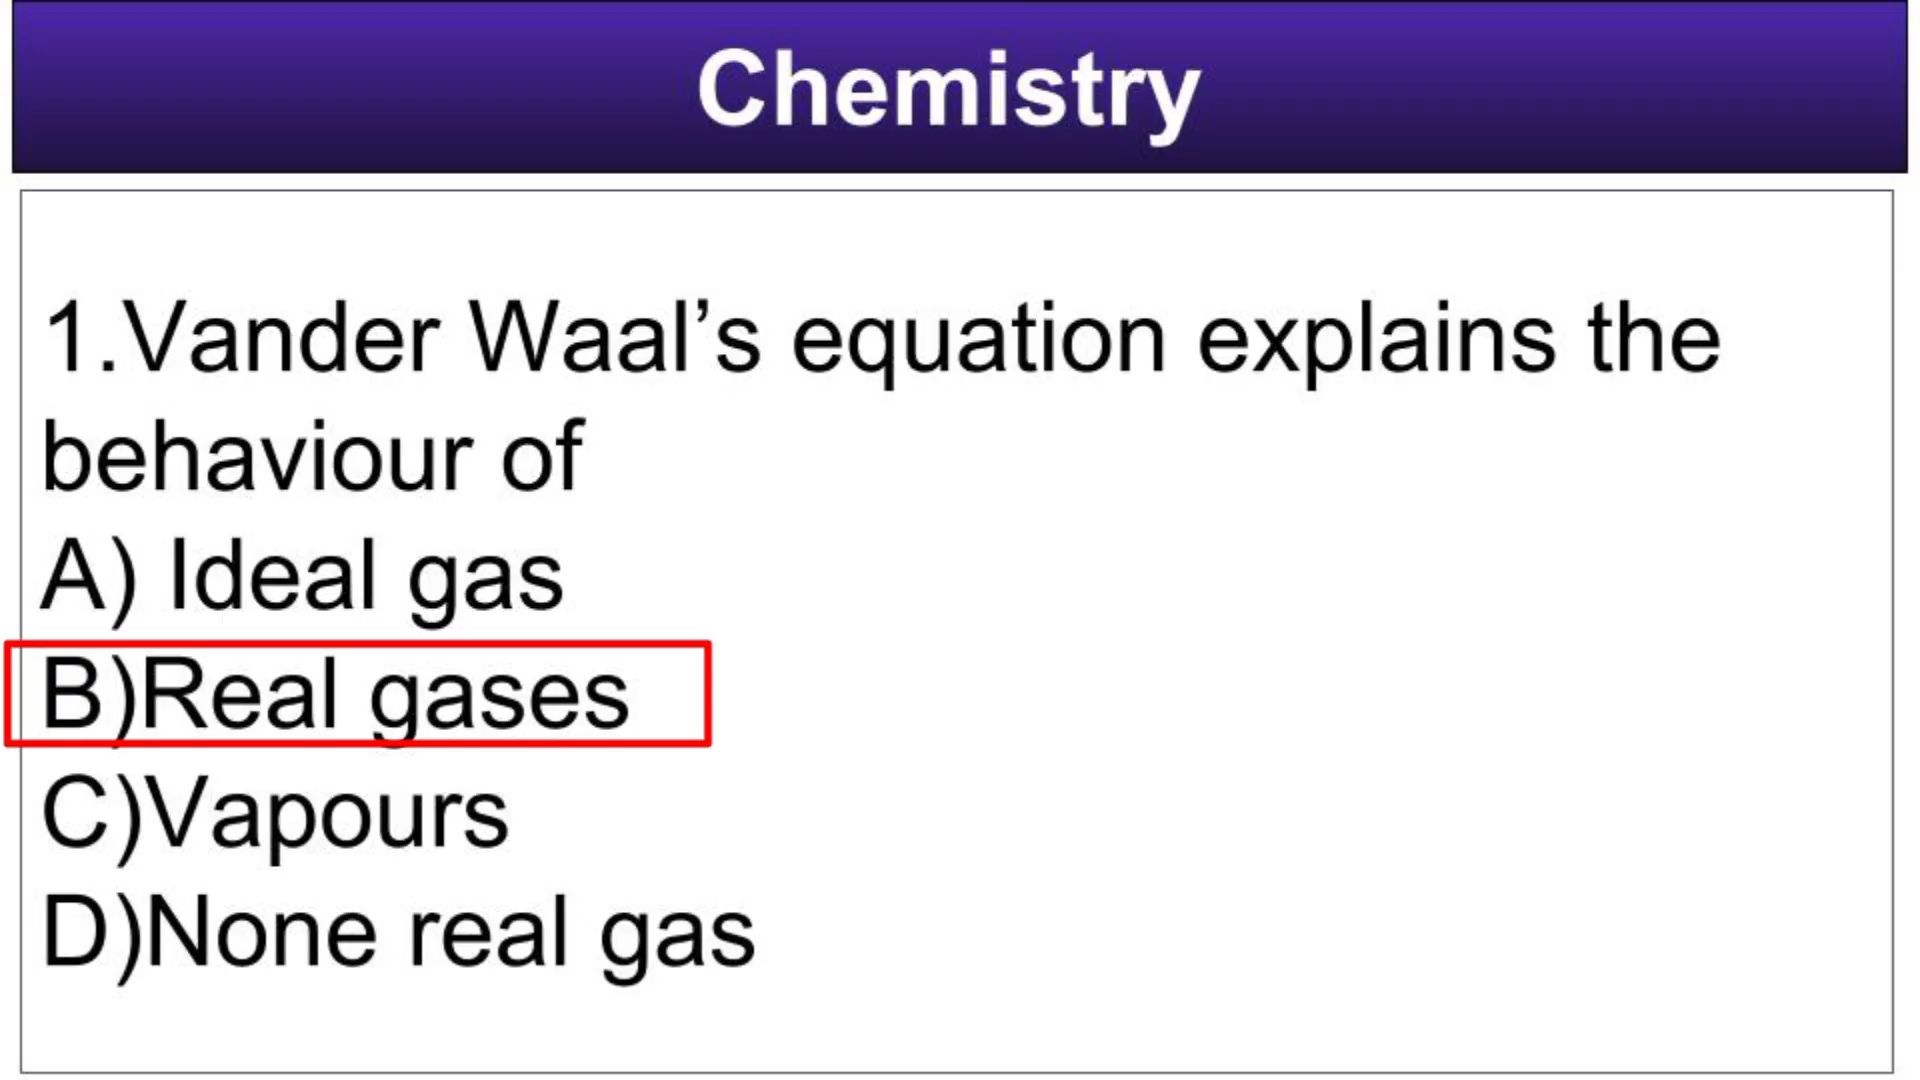 Chemistry
1.Vander Waal’s equation explains the
behaviour of
A) Ideal gas
B)Real gases
C)Vapours
D)None real gas